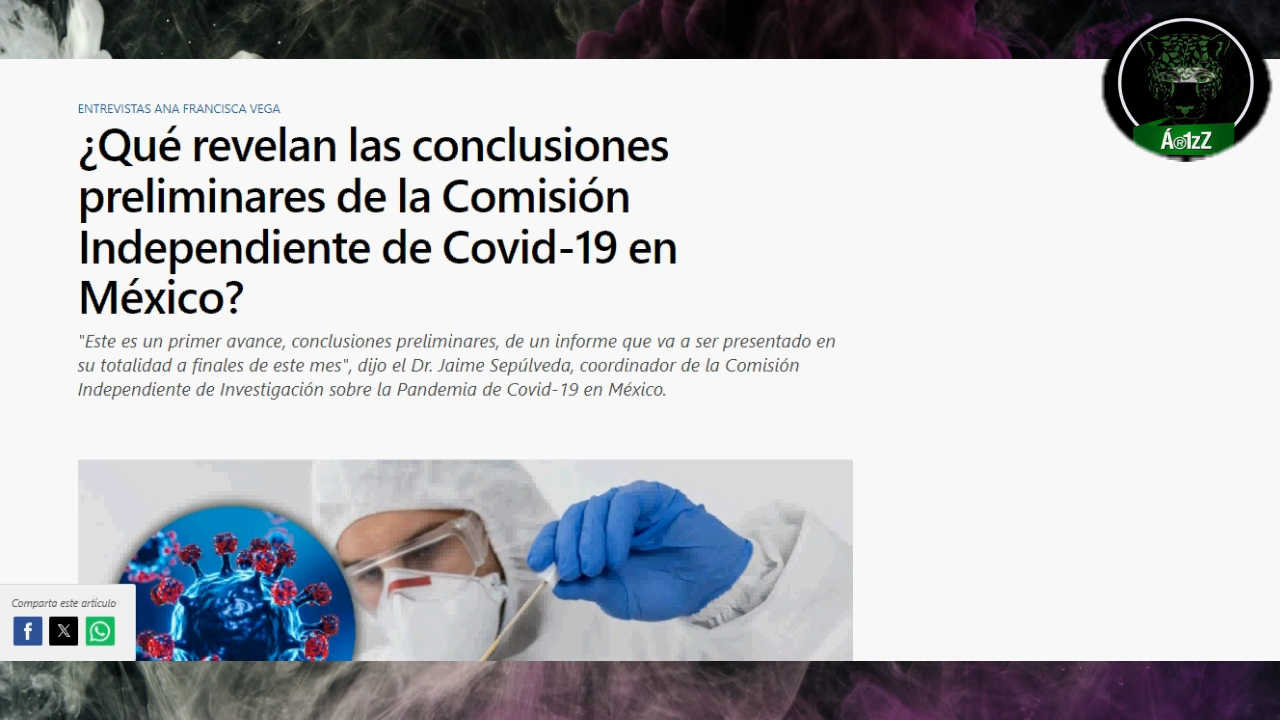 ENTREVISTAS ANA FRANCISCA VEGA
¿Qué revelan las conclusiones
preliminares de la Comisión
Independiente de Covid-19 en
México?
"Este es un primer avance, conclusiones preliminares, de un informe que va a ser presentado en
su totalidad a finales de este mes", dijo el Dr. Jaime Sepúlveda, coordinador de la Comisión
Independiente de Investigación sobre la Pandemia de Covid-19 en México.
Comparta este artículo
Á®1zZ